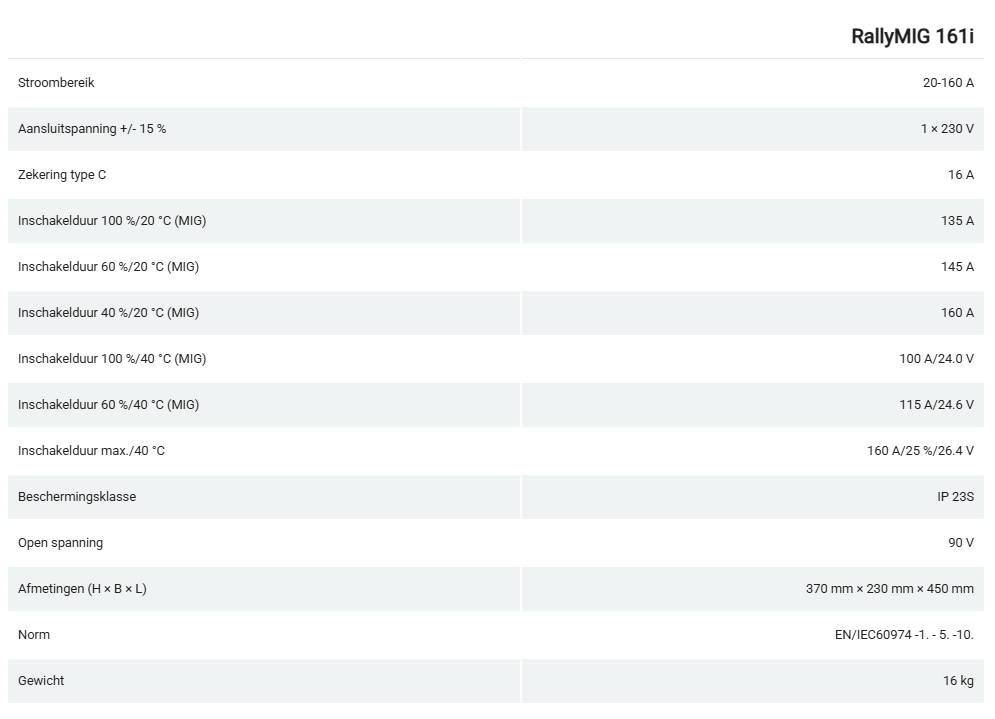 RallyMIG 161i
Stroombereik 20-160 A
Aansluitspanning +/- 15 % 1 × 230 V
Zekering type C 16 A
Inschakelduur 100 %/20 °C (MIG) 135 A
Inschakelduur 60 %/20 °C (MIG) 145 A
Inschakelduur 40 %/20 °C (MIG) 160 A
Inschakelduur 100 %/40 °C (MIG) 100 A/24.0 V
Inschakelduur 60 %/40 °C (MIG) 115 A/24.6 V
Inschakelduur max./40 °C 160 A/25 %/26.4 V
Beschermingsklasse IP 23S
Open spanning 90 V
Afmetingen (H × B × L) 370 mm × 230 mm × 450 mm
Norm EN/IEC60974 -1. - 5. -10.
Gewicht 16 kg